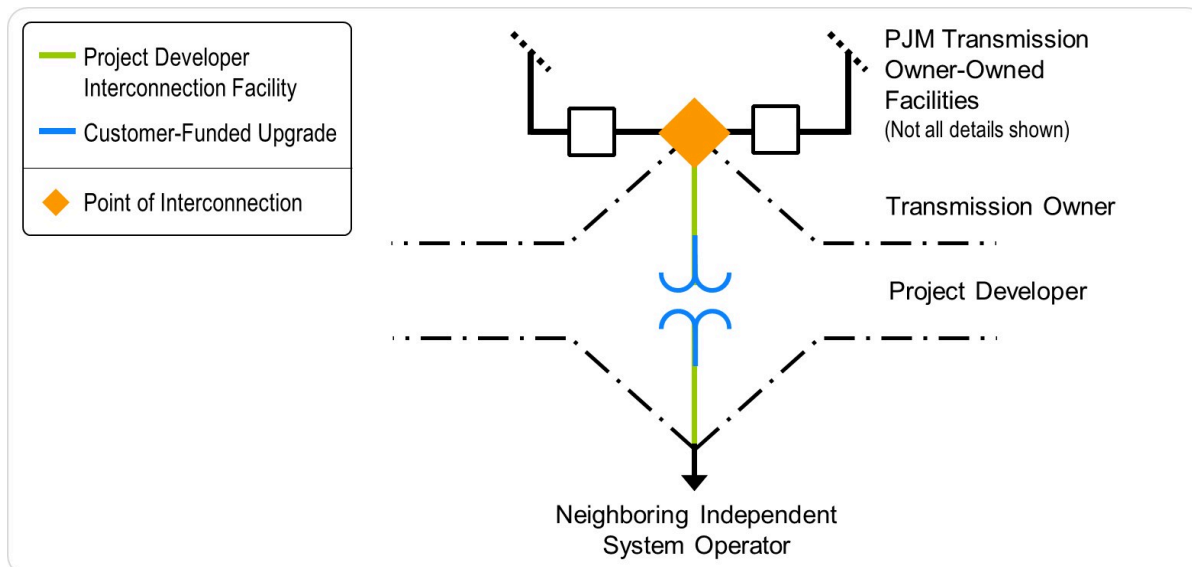 Project Developer
Interconnection Facility
Customer-Funded Upgrade
Point of Interconnection
PJM Transmission
Owner-Owned
Facilities
(Not all details shown)
Transmission Owner
Project Developer
Neighboring Independent
System Operator